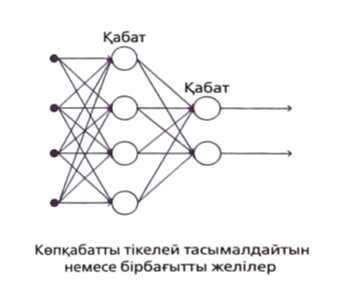 Қабат
Қабат
Көпқабатты тікелей тасымалдайтын
немесе бірбағытты желілер